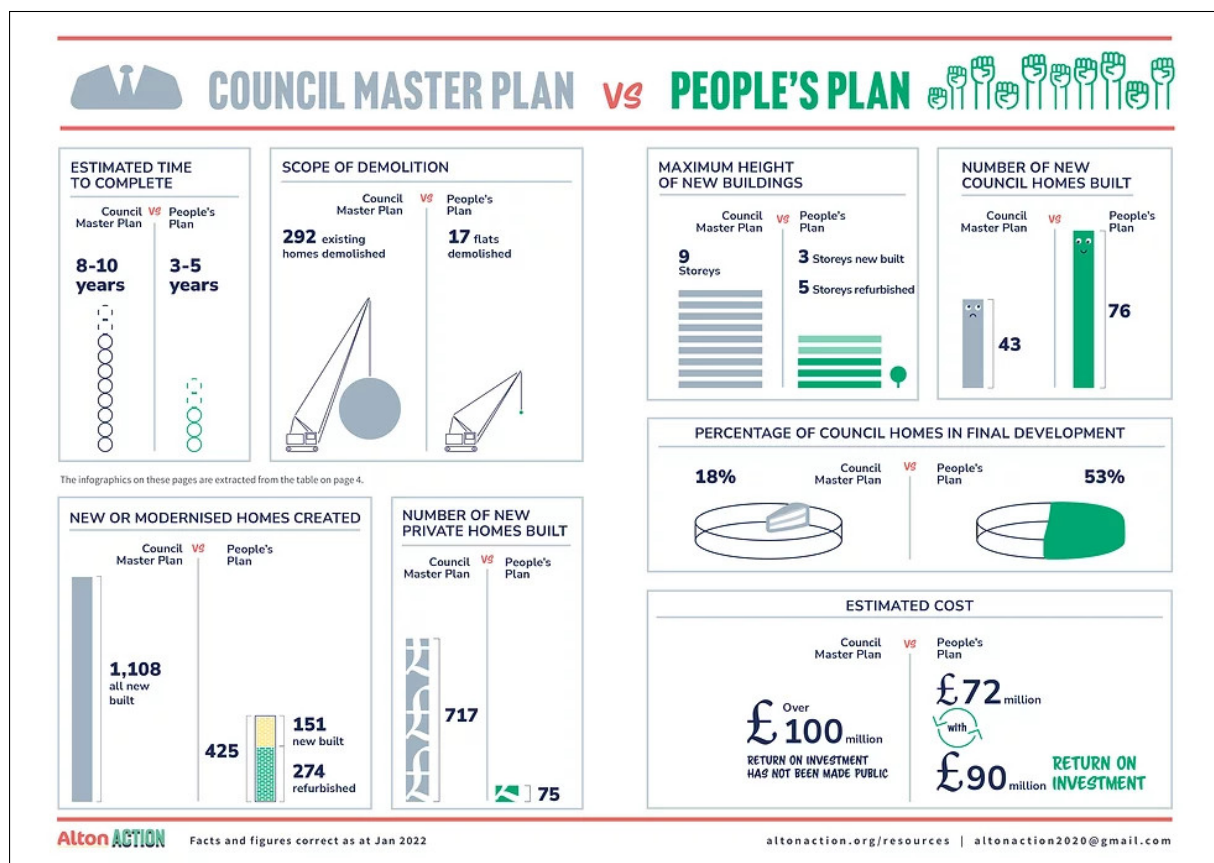 COUNCIL MASTER PLAN VS PEOPLE'S PLAN
ESTIMATED TIME
TO COMPLETE
Council
Master Plan
VS
People's
Plan
8-10
years
3-5
years
SCOPE OF DEMOLITION
Council
Master Plan
VS
People's
Plan
292 existing
homes demolished
17 flats
demolished
MAXIMUM HEIGHT
OF NEW BUILDINGS
Council
Master Plan
VS
People's
Plan
9
Storeys
3 Storeys new built
5 Storeys refurbished
NUMBER OF NEW
COUNCIL HOMES BUILT
Council
Master Plan
VS
People's
Plan
43
76
PERCENTAGE OF COUNCIL HOMES IN FINAL DEVELOPMENT
18%
Council
Master Plan
VS
People's
Plan
53%
The infographics on these pages are extracted from the table on page 4.
NEW OR MODERNISED HOMES CREATED
Council
Master Plan
VS
People's
Plan
1,108
all new
built
425
151
new built
274
refurbished
NUMBER OF NEW
PRIVATE HOMES BUILT
Council
Master Plan
VS
People's
Plan
717
75
ESTIMATED COST
Council
Master Plan
VS
People's
Plan
Over
£100 million
RETURN ON INVESTMENT
HAS NOT BEEN MADE PUBLIC
£72 million
with
£90 million
RETURN ON
INVESTMENT
Alton ACTION
Facts and figures correct as at Jan 2022
altonaction.org/resources | altonaction2020@gmail.com